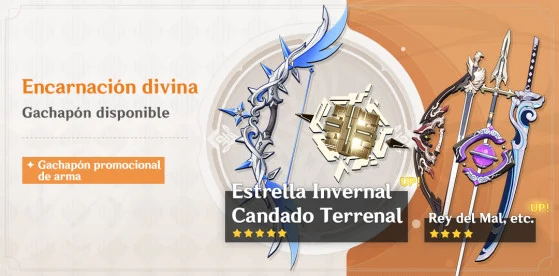 Encarnación divina
Gachapón disponible
Gachapón promocional
de arma
Estrella Invernal
UP!
Candado Terrenal
Rey del Mal, etc.
UP!